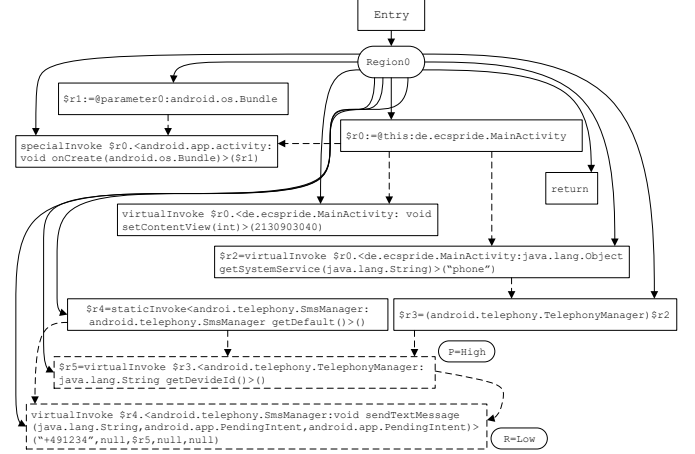 Entry
Region0
$r1:=@parameter0:android.os.Bundle
$r0:=@this:de.ecspride.MainActivity
specialInvoke $r0.<android.app.activity:
void onCreate(android.os.Bundle)>($r1)
return
virtualInvoke $r0.<de.ecspride.MainActivity: void
setContentView(int)>(2130903040)
$r2=virtualInvoke $r0.<de.ecspride.MainActivity:java.lang.Object
getSystemService(java.lang.String)>(“phone”)
$r4=staticInvoke<androi.telephony.SmsManager:
android.telephony.SmsManager getDefault()>()
$r3=(android.telephony.TelephonyManager)$r2
P=High
$r5=virtualInvoke $r3.<android.telephony.TelephonyManager:
java.lang.String getDevideId()>()
virtualInvoke $r4.<android.telephony.SmsManager:void sendTextMessage
(java.lang,String,android.app.PendingIntent,android.app.PendingIntent)>
(“+491234”,null,$r5,null,null)
R=Low